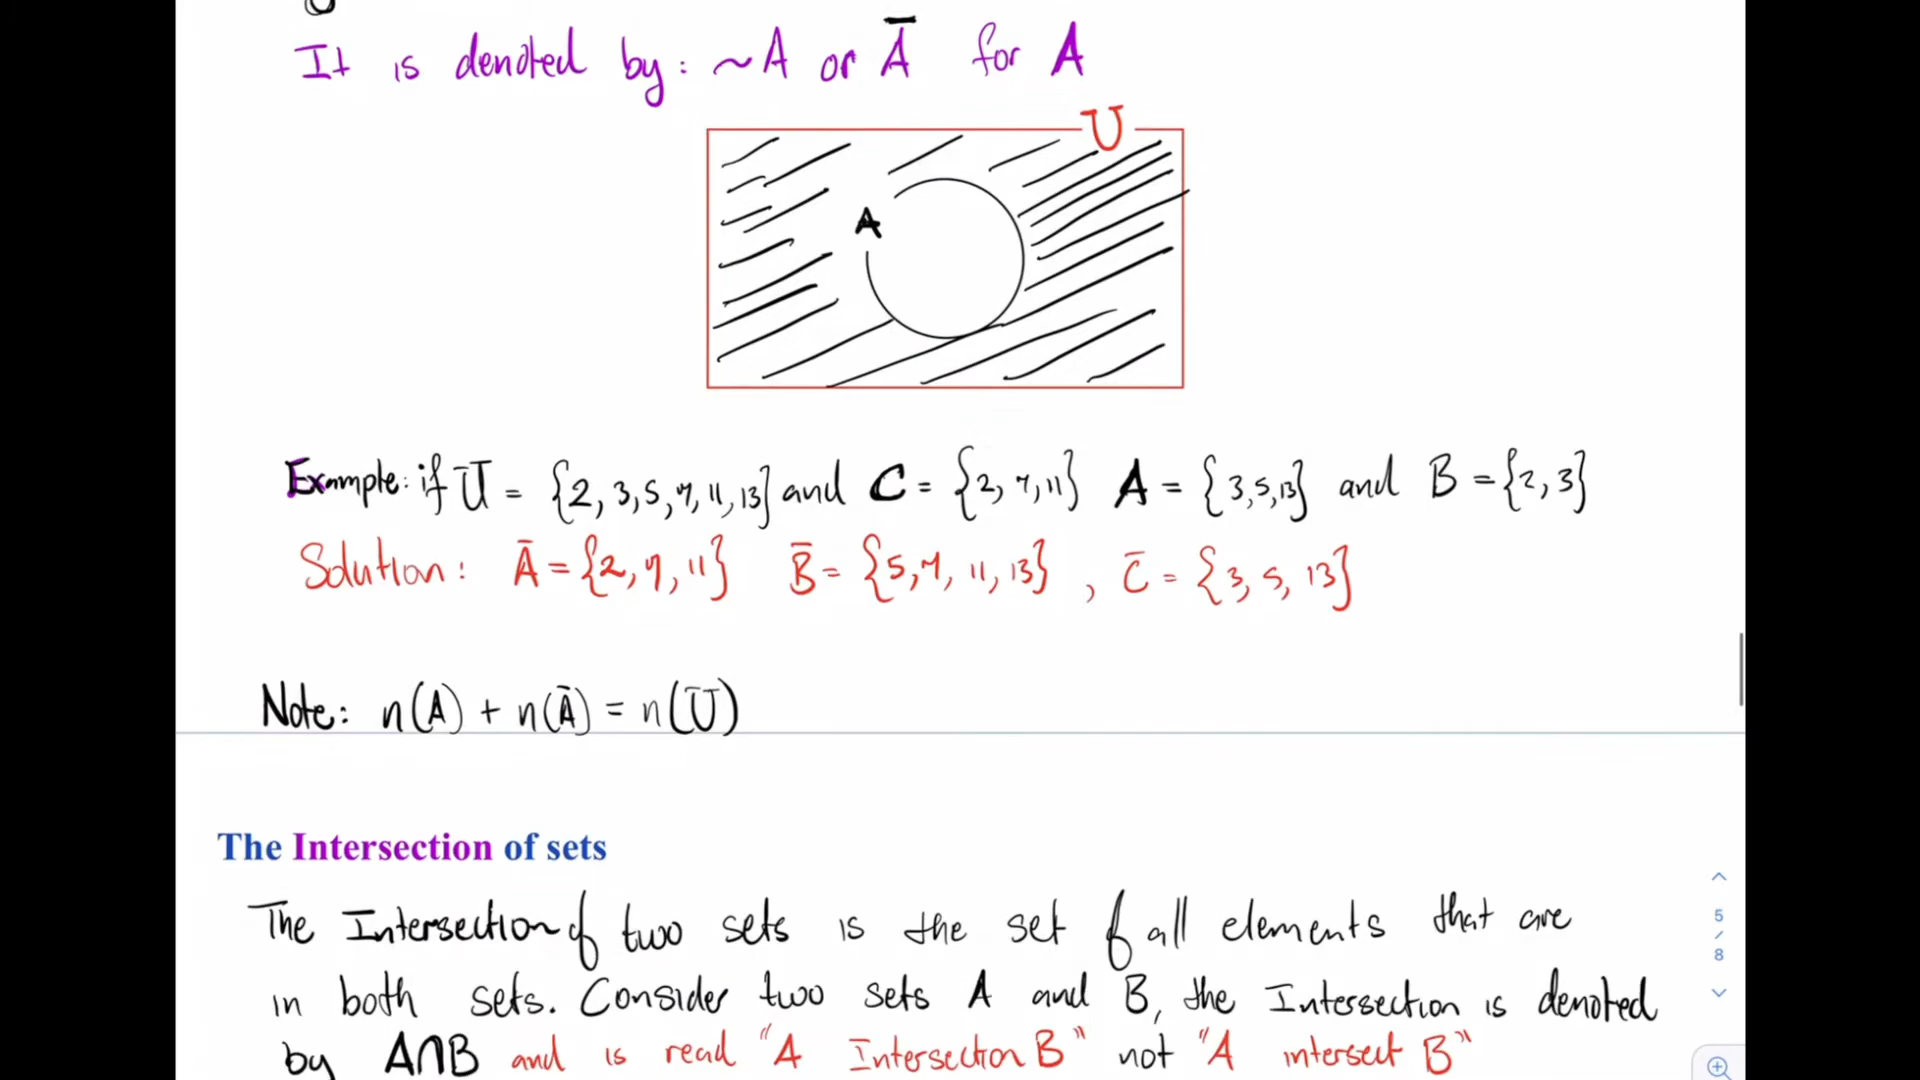 It is denoted by: ~A or Ā for A
U
A
Example: if U = {2, 3, 5, 7, 11, 13} and C = {2, 7, 11} A = {3, 5, 13} and B = {2, 3}
Solution: Ā = {2, 7, 11} B̄ = {5, 7, 11, 13} , C̄ = {3, 5, 13}
Note: n(A) + n(Ā) = n(U)
The Intersection of sets
The Intersection of two sets is the set of all elements that are
in both sets. Consider two sets A and B, the Intersection is denoted
by A∩B and is read "A Intersection B" not "A intersect B"
5
/
8